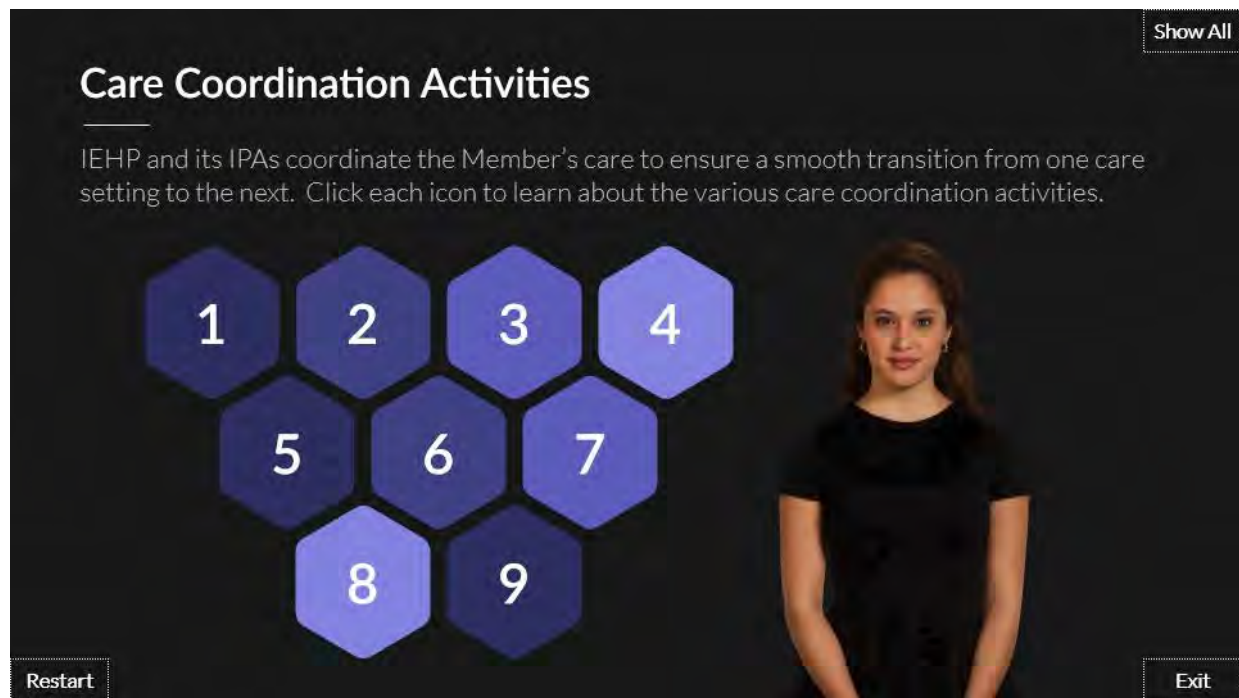 Show All
Care Coordination Activities
IEHP and its IPAs coordinate the Member's care to ensure a smooth transition from one care
setting to the next.  Click each icon to learn about the various care coordination activities.
1 2 3 4
5 6 7
8 9
Restart
Exit